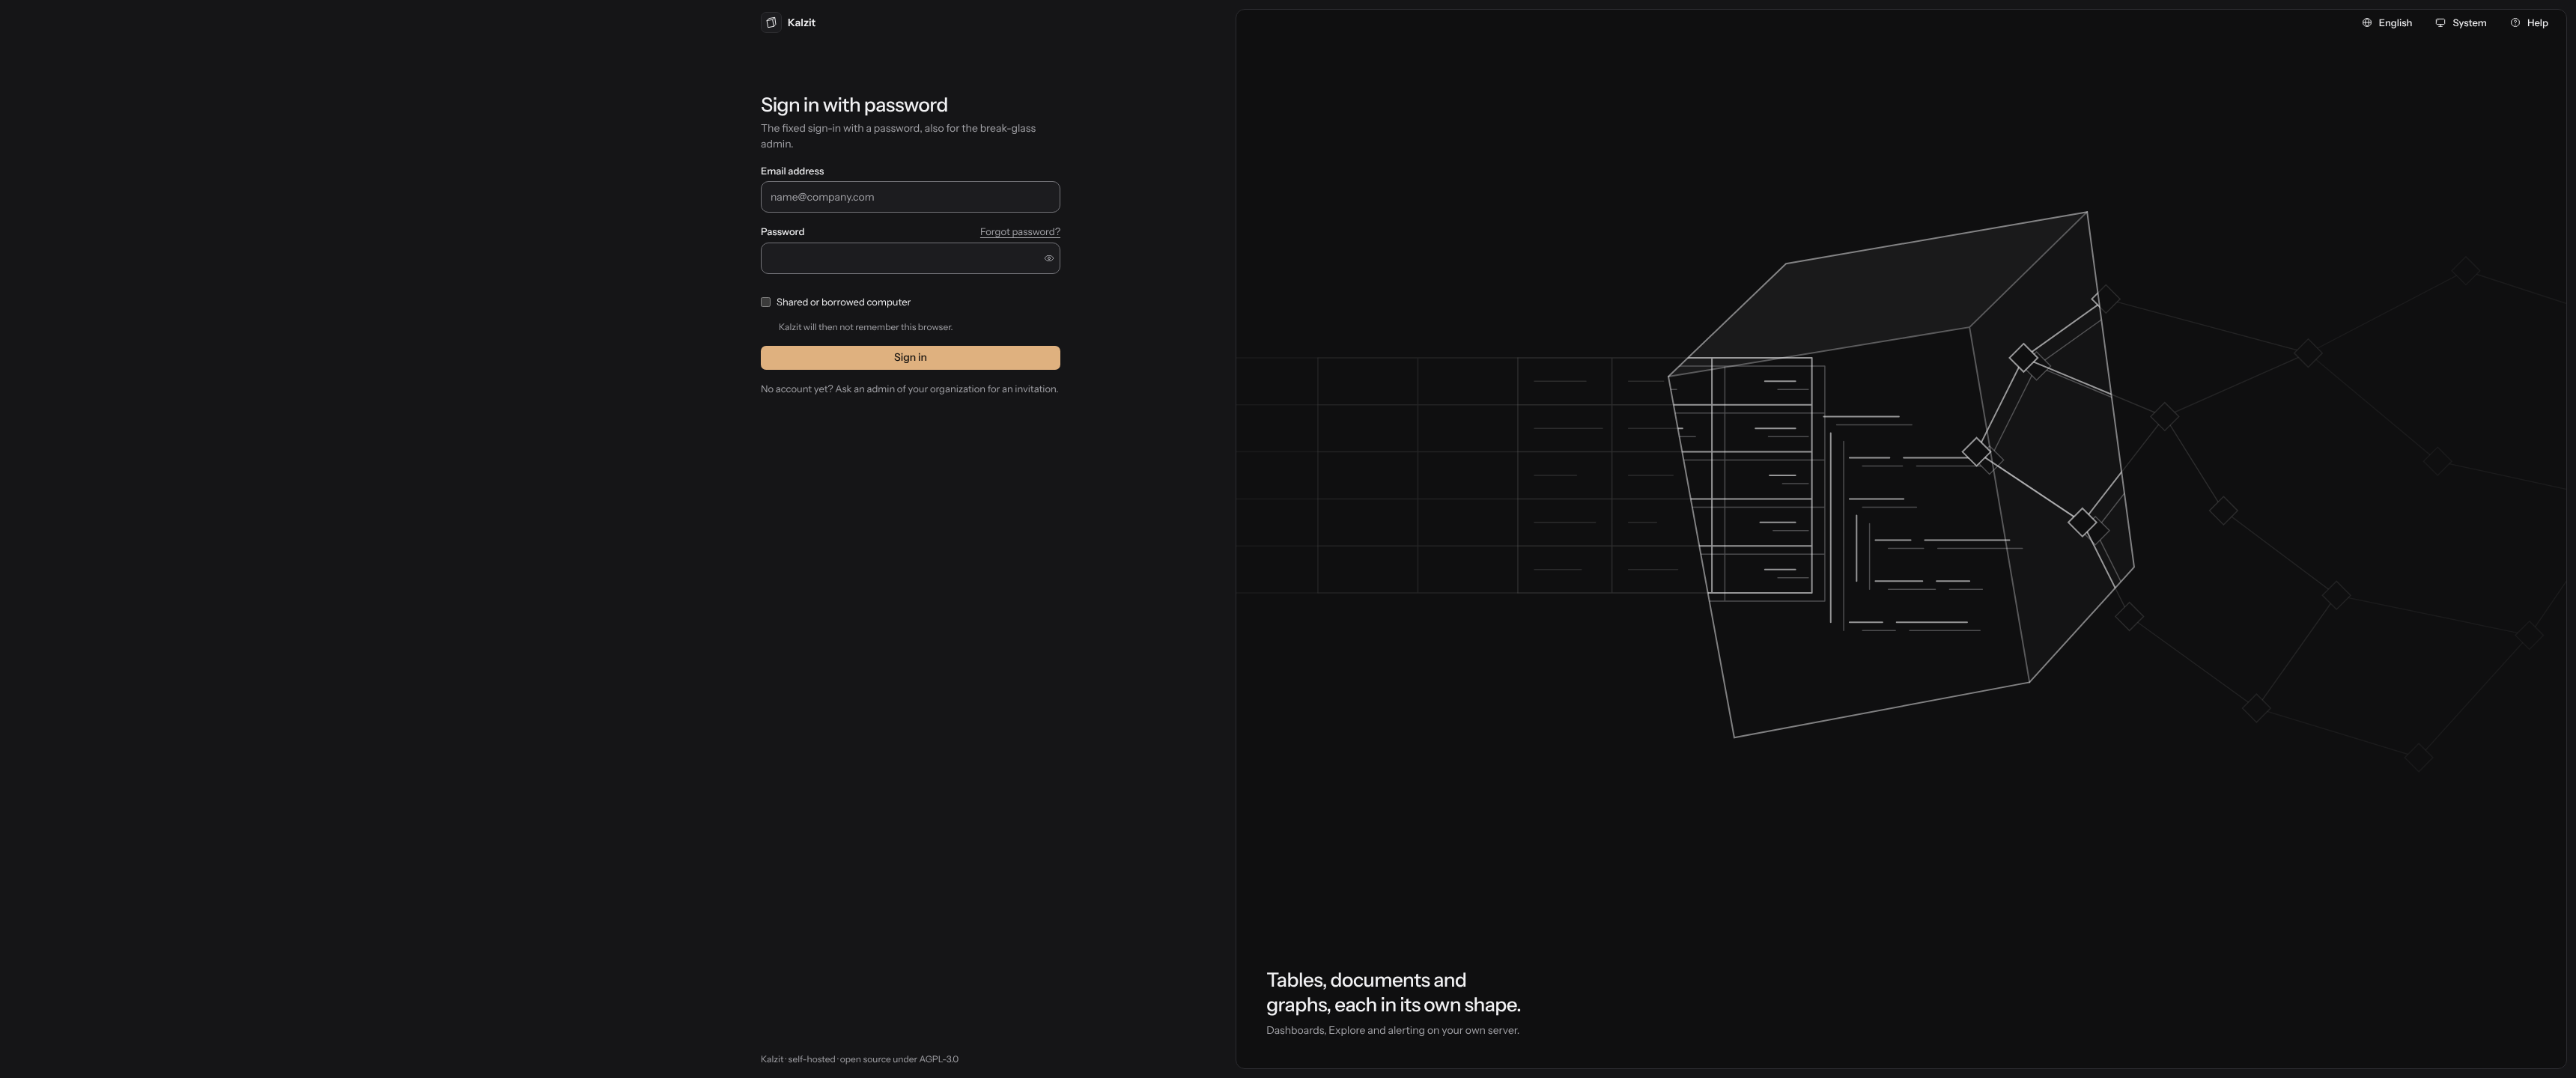 Kalzit
English
System
Help
Sign in with password
The fixed sign-in with a password, also for the break-glass
admin.
Email address
name@company.com
Password
Forgot password?
Shared or borrowed computer
Kalzit will then not remember this browser.
Sign in
No account yet? Ask an admin of your organization for an invitation.
Tables, documents and
graphs, each in its own shape.
Dashboards, Explore and alerting on your own server.
Kalzit · self-hosted · open source under AGPL-3.0